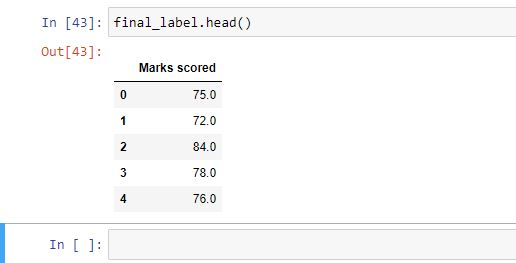 In [43]: final_label.head()
Out[43]:
Marks scored
0 75.0
1 72.0
2 84.0
3 78.0
4 76.0
In [ ]: